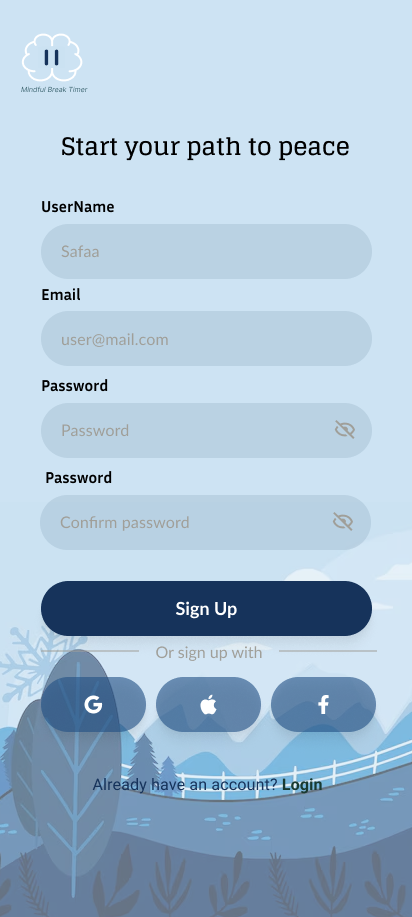 Mindful Break Timer
Start your path to peace
UserName
Safaa
Email
user@mail.com
Password
Password
Password
Confirm password
Sign Up
Or sign up with
Already have an account? Login